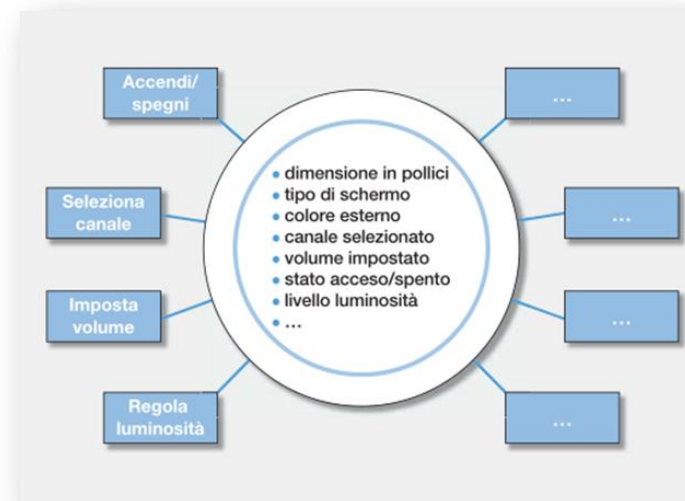 Accendi/
spegni
...
Seleziona
canale
...
Imposta
volume
...
Regola
luminosità
...
• dimensione in pollici
• tipo di schermo
• colore esterno
• canale selezionato
• volume impostato
• stato acceso/spento
• livello luminosità
• ...